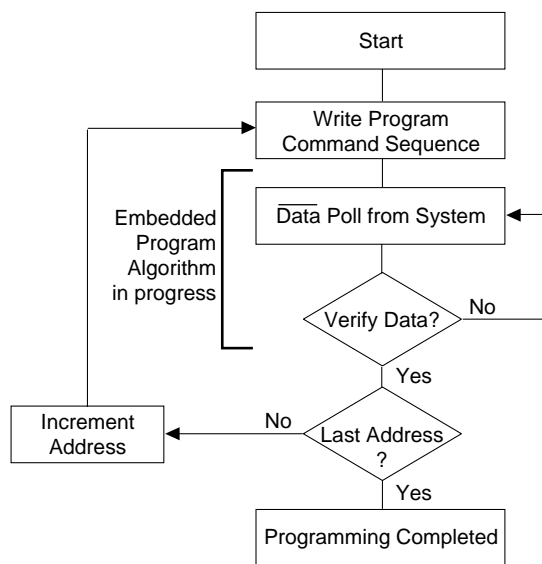 Start
Write Program
Command Sequence
Data Poll from System
Embedded
Program
Algorithm
in progress
Verify Data?
No
Yes
Increment
Address
No
Last Address
?
Yes
Programming Completed